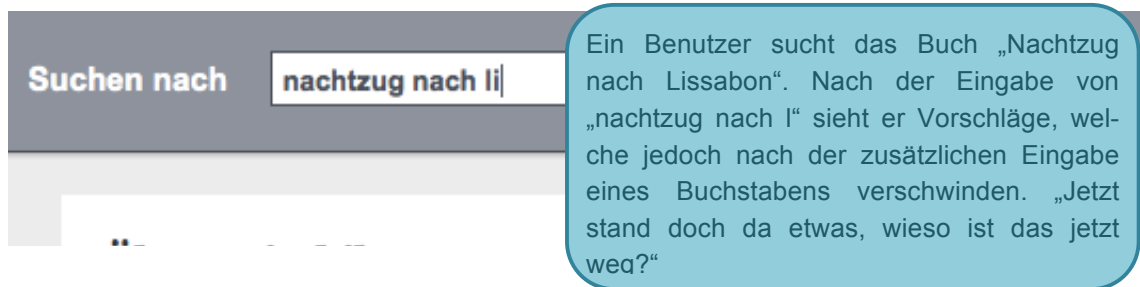 Suchen nach
nachtzug nach li
Ein Benutzer sucht das Buch „Nachtzug
nach Lissabon“. Nach der Eingabe von
„nachtzug nach l“ sieht er Vorschläge, wel-
che jedoch nach der zusätzlichen Eingabe
eines Buchstabens verschwinden. „Jetzt
stand doch da etwas, wieso ist das jetzt
weg?“